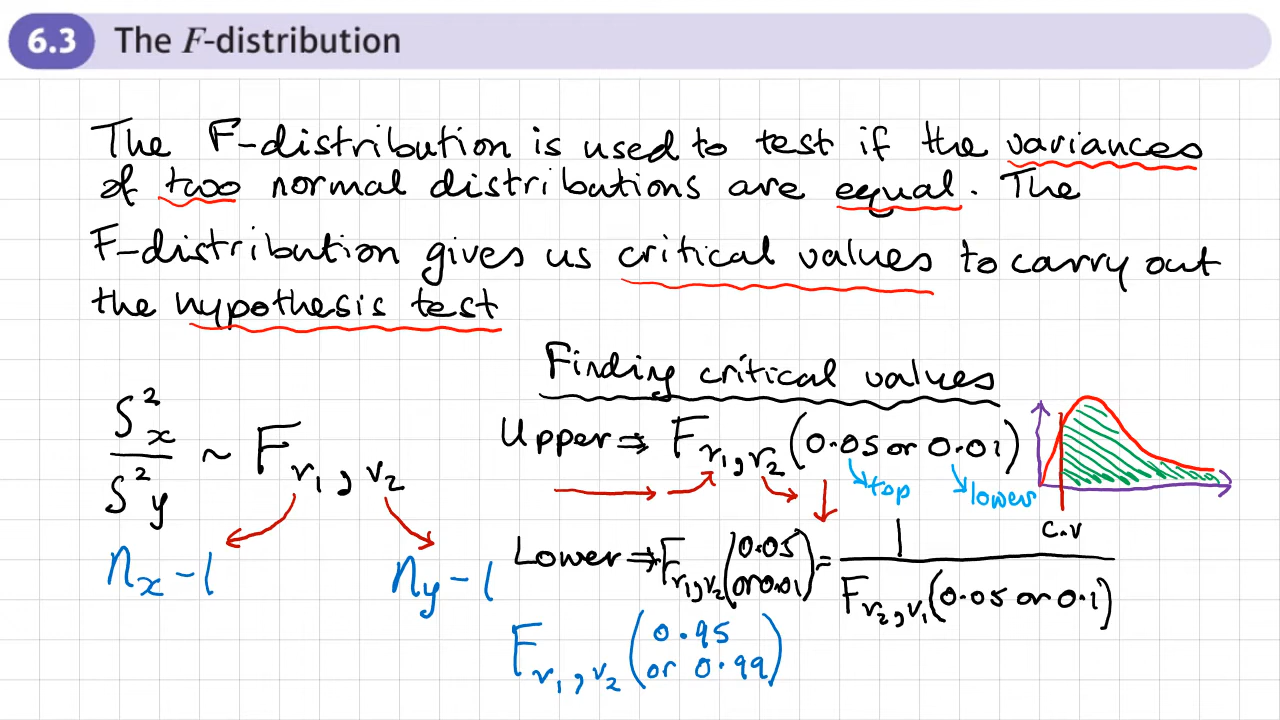 6.3 The F-distribution
The F-distribution is used to test if the variances
of two normal distributions are equal. The
F-distribution gives us critical values to carry out
the hypothesis test
Finding critical values
S²x / S²y ~ F v₁, v₂
nx - 1
ny - 1
Upper ⇒ F v₁, v₂ (0.05 or 0.01)
top
lower
c.v
Lower ⇒ F v₁, v₂ (0.05 or 0.01) = 1 / F v₂, v₁ (0.05 or 0.1)
F v₁, v₂ (0.95 or 0.99)